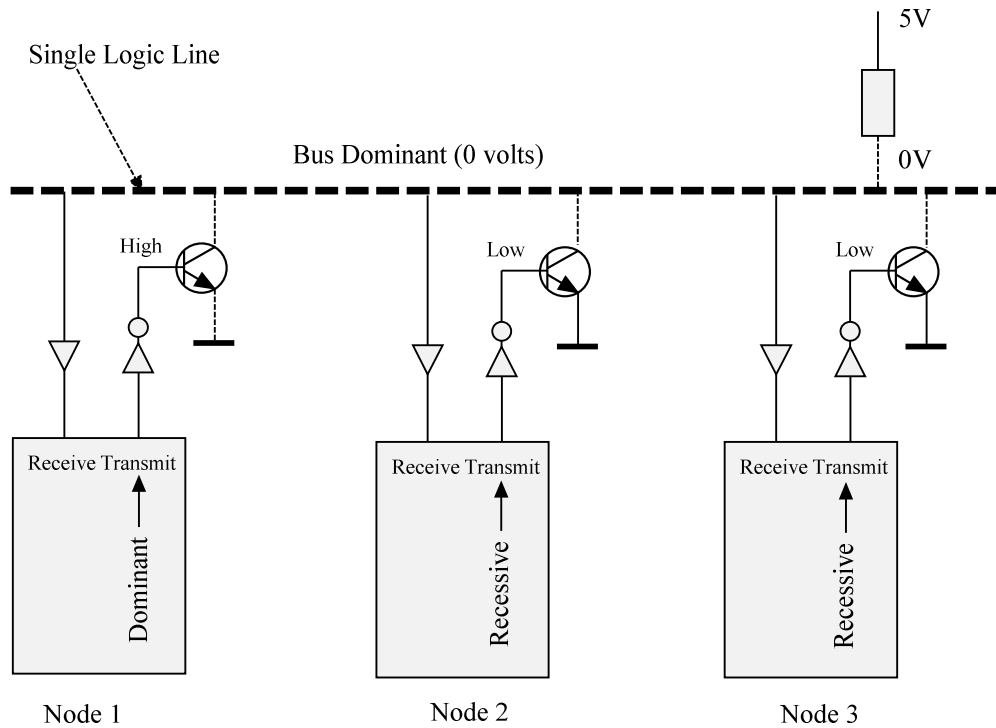 5V
Single Logic Line
Bus Dominant (0 volts)
0V
High
Low
Low
Receive Transmit
Receive Transmit
Receive Transmit
Dominant
Recessive
Recessive
Node 1
Node 2
Node 3